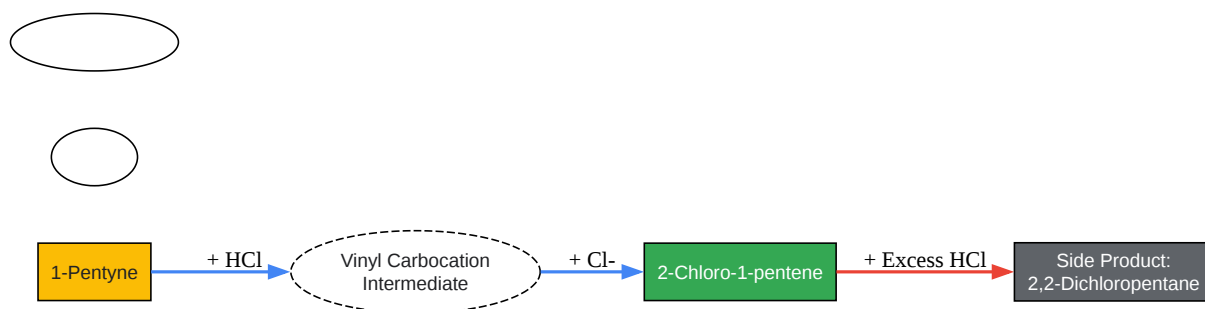 1-Pentyne
+ HCl
Vinyl Carbocation
Intermediate
+ Cl-
2-Chloro-1-pentene
+ Excess HCl
Side Product:
2,2-Dichloropentane